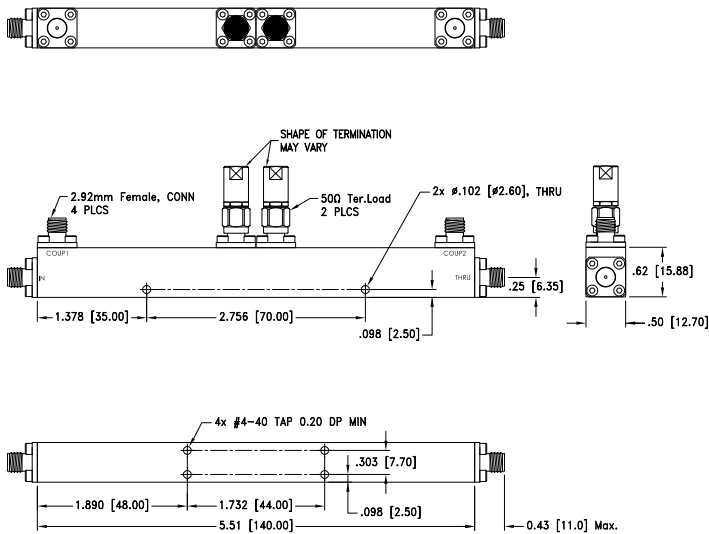 SHAPE OF TERMINATION
MAY VARY
2.92mm Female, CONN
4 PLCS
50Ω Ter.Load
2 PLCS
2x ø.102 [ø2.60], THRU
COUP1
COUP2
IN
THRU
.25 [6.35]
.62 [15.88]
1.378 [35.00]
2.756 [70.00]
.098 [2.50]
.50 [12.70]
4x #4-40 TAP 0.20 DP MIN
.303 [7.70]
1.890 [48.00]
1.732 [44.00]
.098 [2.50]
5.51 [140.00]
0.43 [11.0] Max.